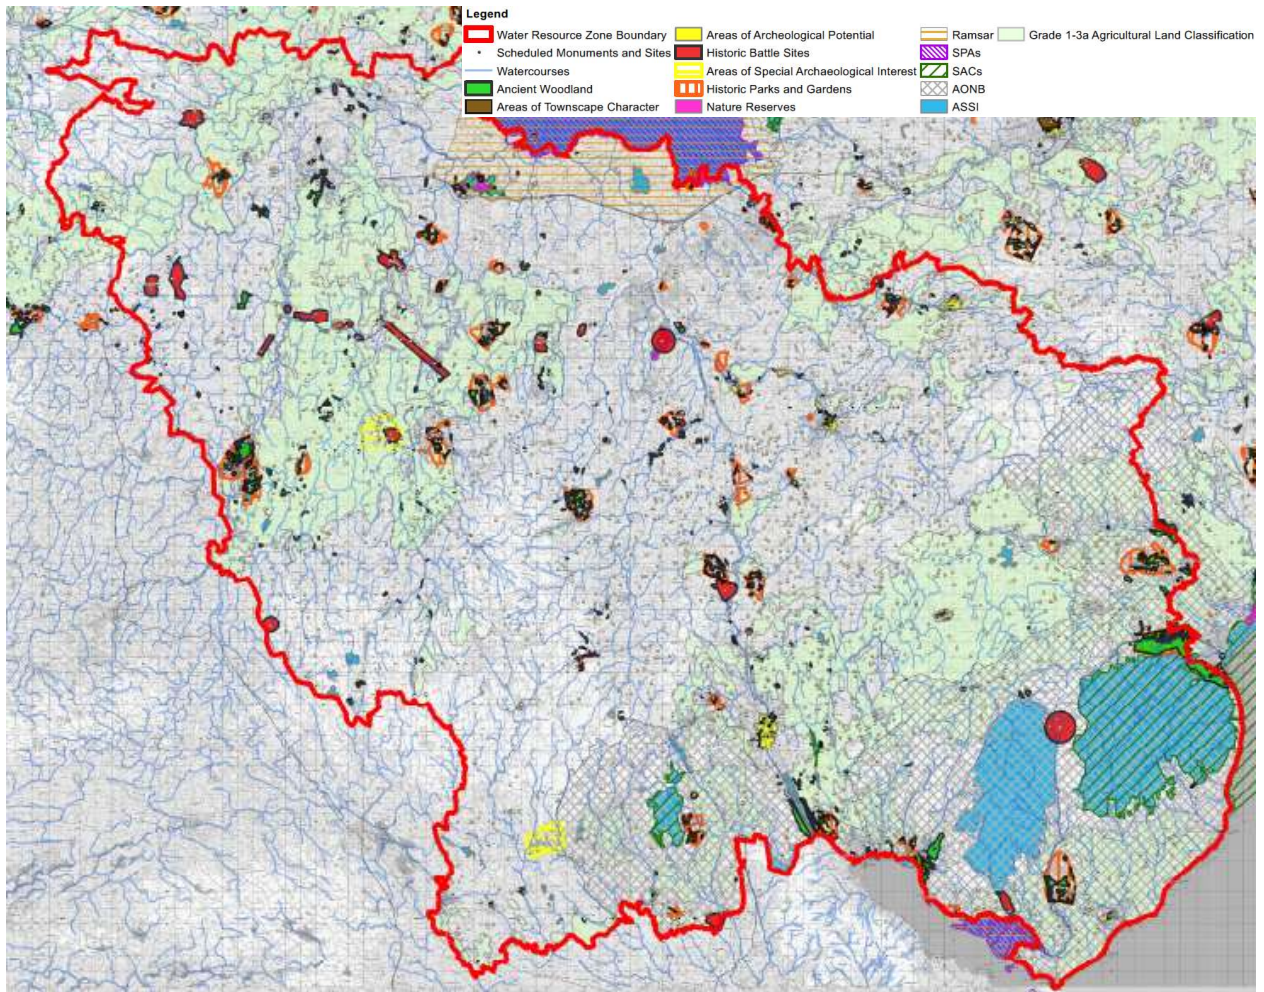 Legend
Water Resource Zone Boundary
Scheduled Monuments and Sites
Watercourses
Ancient Woodland
Areas of Townscape Character
Areas of Archeological Potential
Historic Battle Sites
Areas of Special Archaeological Interest
Historic Parks and Gardens
Nature Reserves
Ramsar
SPAs
SACs
AONB
ASSI
Grade 1-3a Agricultural Land Classification